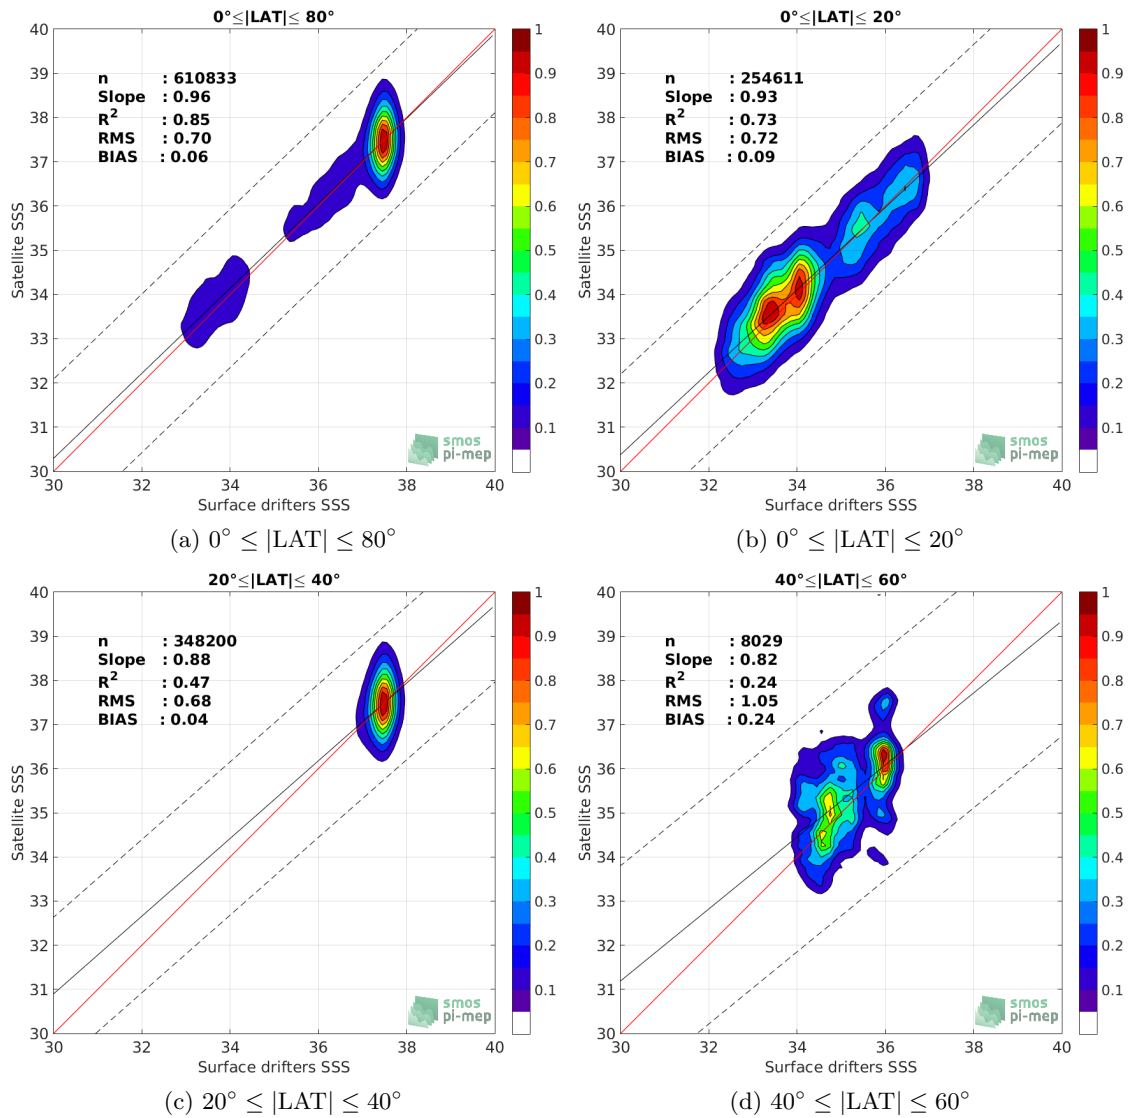 0°≤|LAT|≤ 80°
40
39
38
37
36
35
34
33
32
31
30
Satellite SSS
n : 610833
Slope : 0.96
R² : 0.85
RMS : 0.70
BIAS : 0.06
smos
pi-mep
30 32 34 36 38 40
Surface drifters SSS
1
0.9
0.8
0.7
0.6
0.5
0.4
0.3
0.2
0.1
(a) 0° ≤ |LAT| ≤ 80°
0°≤|LAT|≤ 20°
40
39
38
37
36
35
34
33
32
31
30
Satellite SSS
n : 254611
Slope : 0.93
R² : 0.73
RMS : 0.72
BIAS : 0.09
smos
pi-mep
30 32 34 36 38 40
Surface drifters SSS
1
0.9
0.8
0.7
0.6
0.5
0.4
0.3
0.2
0.1
(b) 0° ≤ |LAT| ≤ 20°
20°≤|LAT|≤ 40°
40
39
38
37
36
35
34
33
32
31
30
Satellite SSS
n : 348200
Slope : 0.88
R² : 0.47
RMS : 0.68
BIAS : 0.04
smos
pi-mep
30 32 34 36 38 40
Surface drifters SSS
1
0.9
0.8
0.7
0.6
0.5
0.4
0.3
0.2
0.1
(c) 20° ≤ |LAT| ≤ 40°
40°≤|LAT|≤ 60°
40
39
38
37
36
35
34
33
32
31
30
Satellite SSS
n : 8029
Slope : 0.82
R² : 0.24
RMS : 1.05
BIAS : 0.24
smos
pi-mep
30 32 34 36 38 40
Surface drifters SSS
1
0.9
0.8
0.7
0.6
0.5
0.4
0.3
0.2
0.1
(d) 40° ≤ |LAT| ≤ 60°